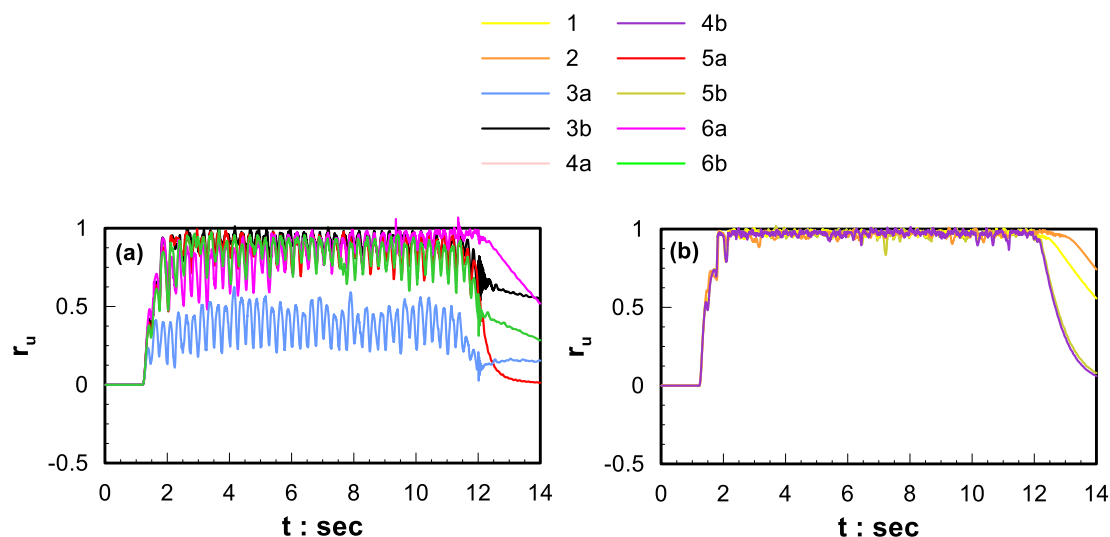 1 4b
2 5a
3a 5b
3b 6a
4a 6b
(a) (b)
1 1
0.5 0.5
0 0
-0.5 -0.5
r_u r_u
0 2 4 6 8 10 12 14 0 2 4 6 8 10 12 14
t : sec t : sec